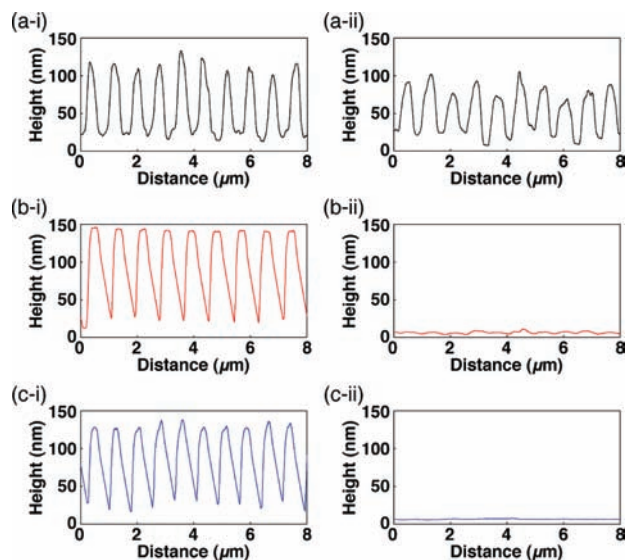 (a-i)
(a-ii)
150
100
50
0
Height (nm)
0 2 4 6 8
Distance (µm)
150
100
50
0
Height (nm)
0 2 4 6 8
Distance (µm)
(b-i)
(b-ii)
150
100
50
0
Height (nm)
0 2 4 6 8
Distance (µm)
150
100
50
0
Height (nm)
0 2 4 6 8
Distance (µm)
(c-i)
(c-ii)
150
100
50
0
Height (nm)
0 2 4 6 8
Distance (µm)
150
100
50
0
Height (nm)
0 2 4 6 8
Distance (µm)